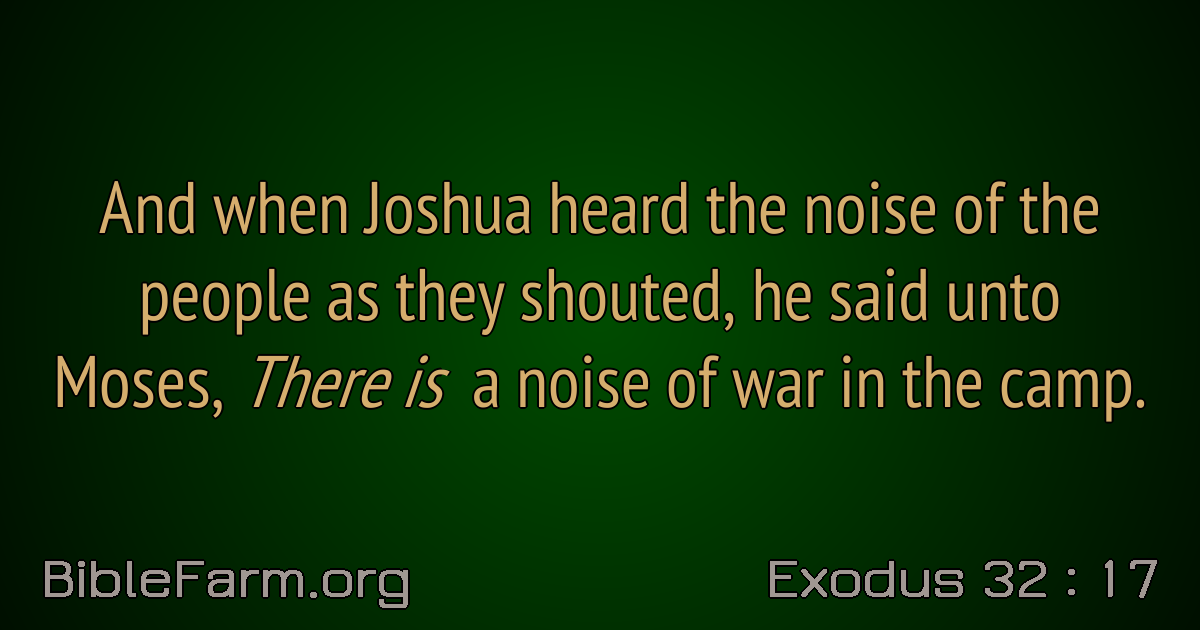 And when Joshua heard the noise of the
people as they shouted, he said unto
Moses, There is a noise of war in the camp.
BibleFarm.org
Exodus 32 : 17